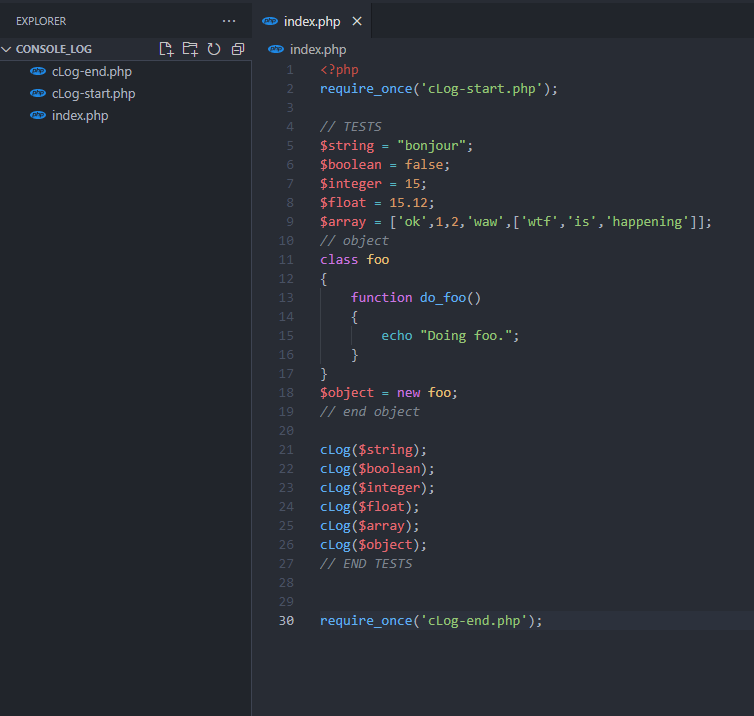 EXPLORER
CONSOLE_LOG
php cLog-end.php
php cLog-start.php
php index.php
php index.php
php index.php
1 <?php
2 require_once('cLog-start.php');
3
4 // TESTS
5 $string = "bonjour";
6 $boolean = false;
7 $integer = 15;
8 $float = 15.12;
9 $array = ['ok',1,2,'waw',['wtf','is','happening']];
10 // object
11 class foo
12 {
13     function do_foo()
14     {
15         echo "Doing foo.";
16     }
17 }
18 $object = new foo;
19 // end object
20
21 cLog($string);
22 cLog($boolean);
23 cLog($integer);
24 cLog($float);
25 cLog($array);
26 cLog($object);
27 // END TESTS
28
29
30 require_once('cLog-end.php');